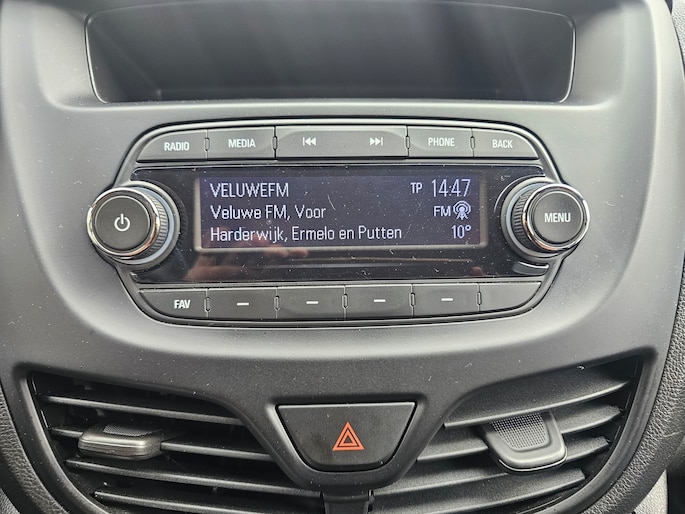 RADIO MEDIA PHONE BACK
VELUWEFM TP 14:47
Veluwe FM, Voor FM
Harderwijk, Ermelo en Putten 10°
MENU
FAV